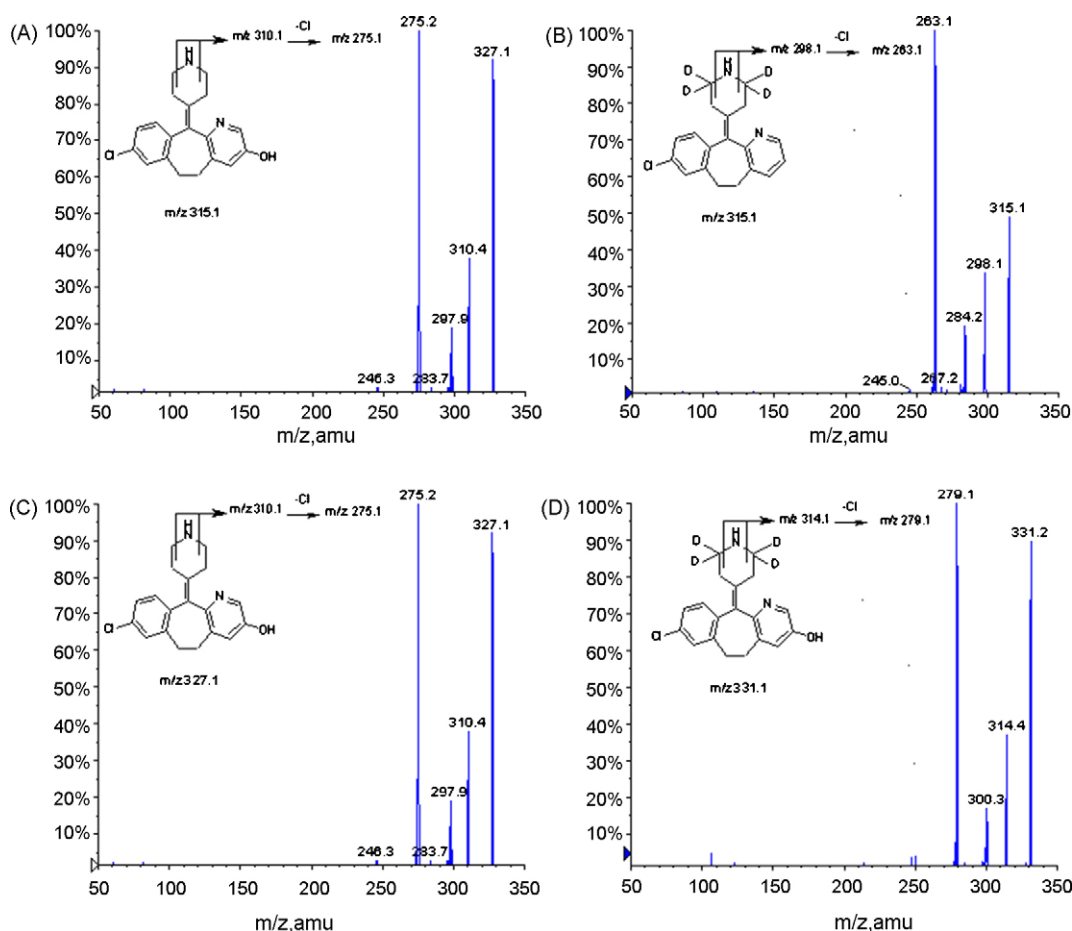 (A)
100%
90%
80%
70%
60%
50%
40%
30%
20%
10%
H
N
m/z 310.1
-Cl
m/z 275.1
N
Cl
OH
m/z 315.1
275.2
327.1
310.4
297.9
246.3
283.7
50 100 150 200 250 300 350
m/z,amu
(B)
100%
90%
80%
70%
60%
50%
40%
30%
20%
10%
H
N
D D
D D
m/z 298.1
-Cl
m/z 263.1
N
Cl
m/z 315.1
263.1
315.1
298.1
284.2
245.0
267.2
50 100 150 200 250 300 350
m/z,amu
(C)
100%
90%
80%
70%
60%
50%
40%
30%
20%
10%
H
N
m/z 310.1
-Cl
m/z 275.1
N
Cl
OH
m/z 327.1
275.2
327.1
310.4
297.9
246.3
283.7
50 100 150 200 250 300 350
m/z,amu
(D)
100%
90%
80%
70%
60%
50%
40%
30%
20%
10%
H
N
D D
D D
m/z 314.1
-Cl
m/z 279.1
N
Cl
OH
m/z 331.1
279.1
331.2
314.4
300.3
50 100 150 200 250 300 350
m/z,amu